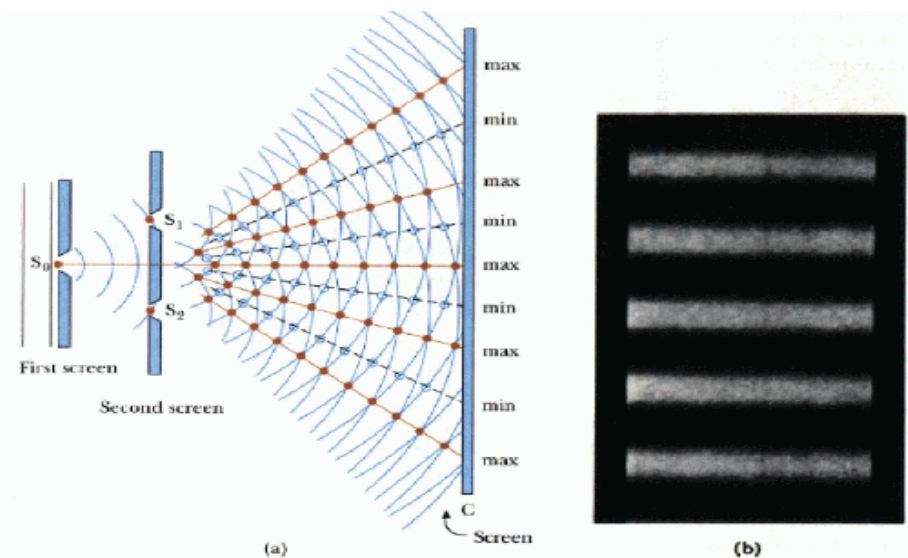 max
min
max
S1
min
S0
max
S2
min
max
First screen
Second screen
min
max
C
Screen
(a)
(b)